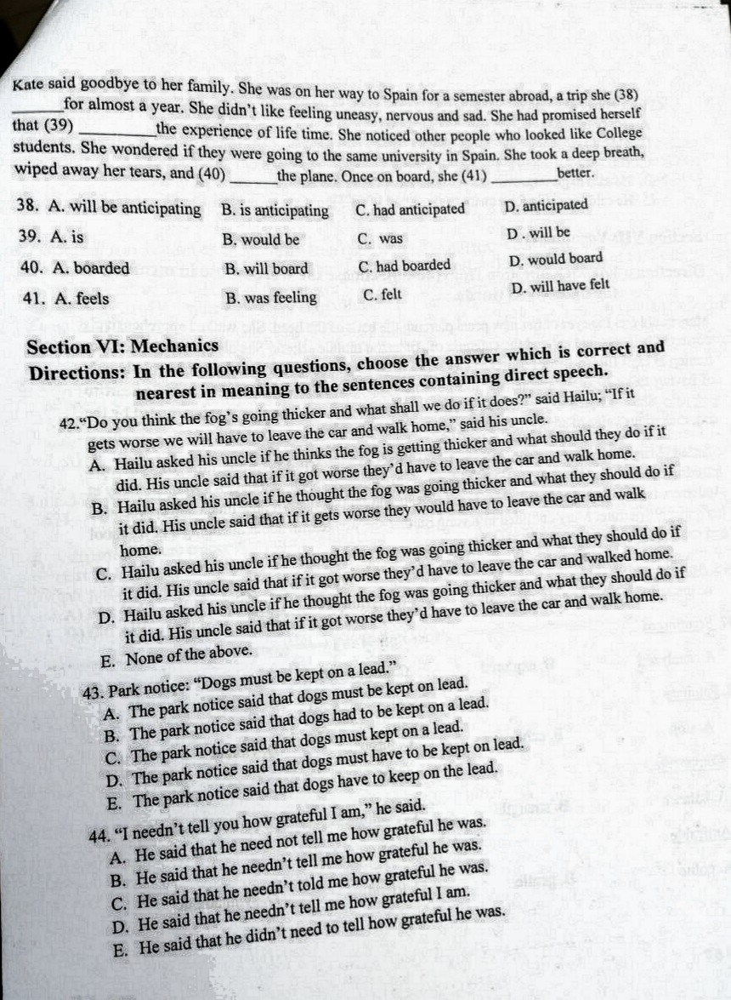 Kate said goodbye to her family. She was on her way to Spain for a semester abroad, a trip she (38)
______for almost a year. She didn't like feeling uneasy, nervous and sad. She had promised herself
that (39) _________the experience of life time. She noticed other people who looked like College
students. She wondered if they were going to the same university in Spain. She took a deep breath,
wiped away her tears, and (40) _____the plane. Once on board, she (41) _______better.
38. A. will be anticipating B. is anticipating C. had anticipated D. anticipated
39. A. is B. would be C. was D . will be
40. A. boarded B. will board C. had boarded D. would board
41. A. feels B. was feeling C. felt D. will have felt
Section VI: Mechanics
Directions: In the following questions, choose the answer which is correct and
nearest in meaning to the sentences containing direct speech.
42.“Do you think the fog's going thicker and what shall we do if it does?” said Hailu; “If it
gets worse we will have to leave the car and walk home,” said his uncle.
A. Hailu asked his uncle if he thinks the fog is getting thicker and what should they do if it
did. His uncle said that if it got worse they'd have to leave the car and walk home.
B. Hailu asked his uncle if he thought the fog was going thicker and what they should do if
it did. His uncle said that if it gets worse they would have to leave the car and walk
home.
C. Hailu asked his uncle if he thought the fog was going thicker and what they should do if
it did. His uncle said that if it got worse they'd have to leave the car and walked home.
D. Hailu asked his uncle if he thought the fog was going thicker and what they should do if
it did. His uncle said that if it got worse they'd have to leave the car and walk home.
E. None of the above.
43. Park notice: “Dogs must be kept on a lead.”
A. The park notice said that dogs must be kept on lead.
B. The park notice said that dogs had to be kept on a lead.
C. The park notice said that dogs must kept on a lead.
D. The park notice said that dogs must have to be kept on lead.
E. The park notice said that dogs have to keep on the lead.
44. “I needn't tell you how grateful I am,” he said.
A. He said that he need not tell me how grateful he was.
B. He said that he needn't tell me how grateful he was.
C. He said that he needn't told me how grateful he was.
D. He said that he needn't tell me how grateful I am.
E. He said that he didn't need to tell how grateful he was.